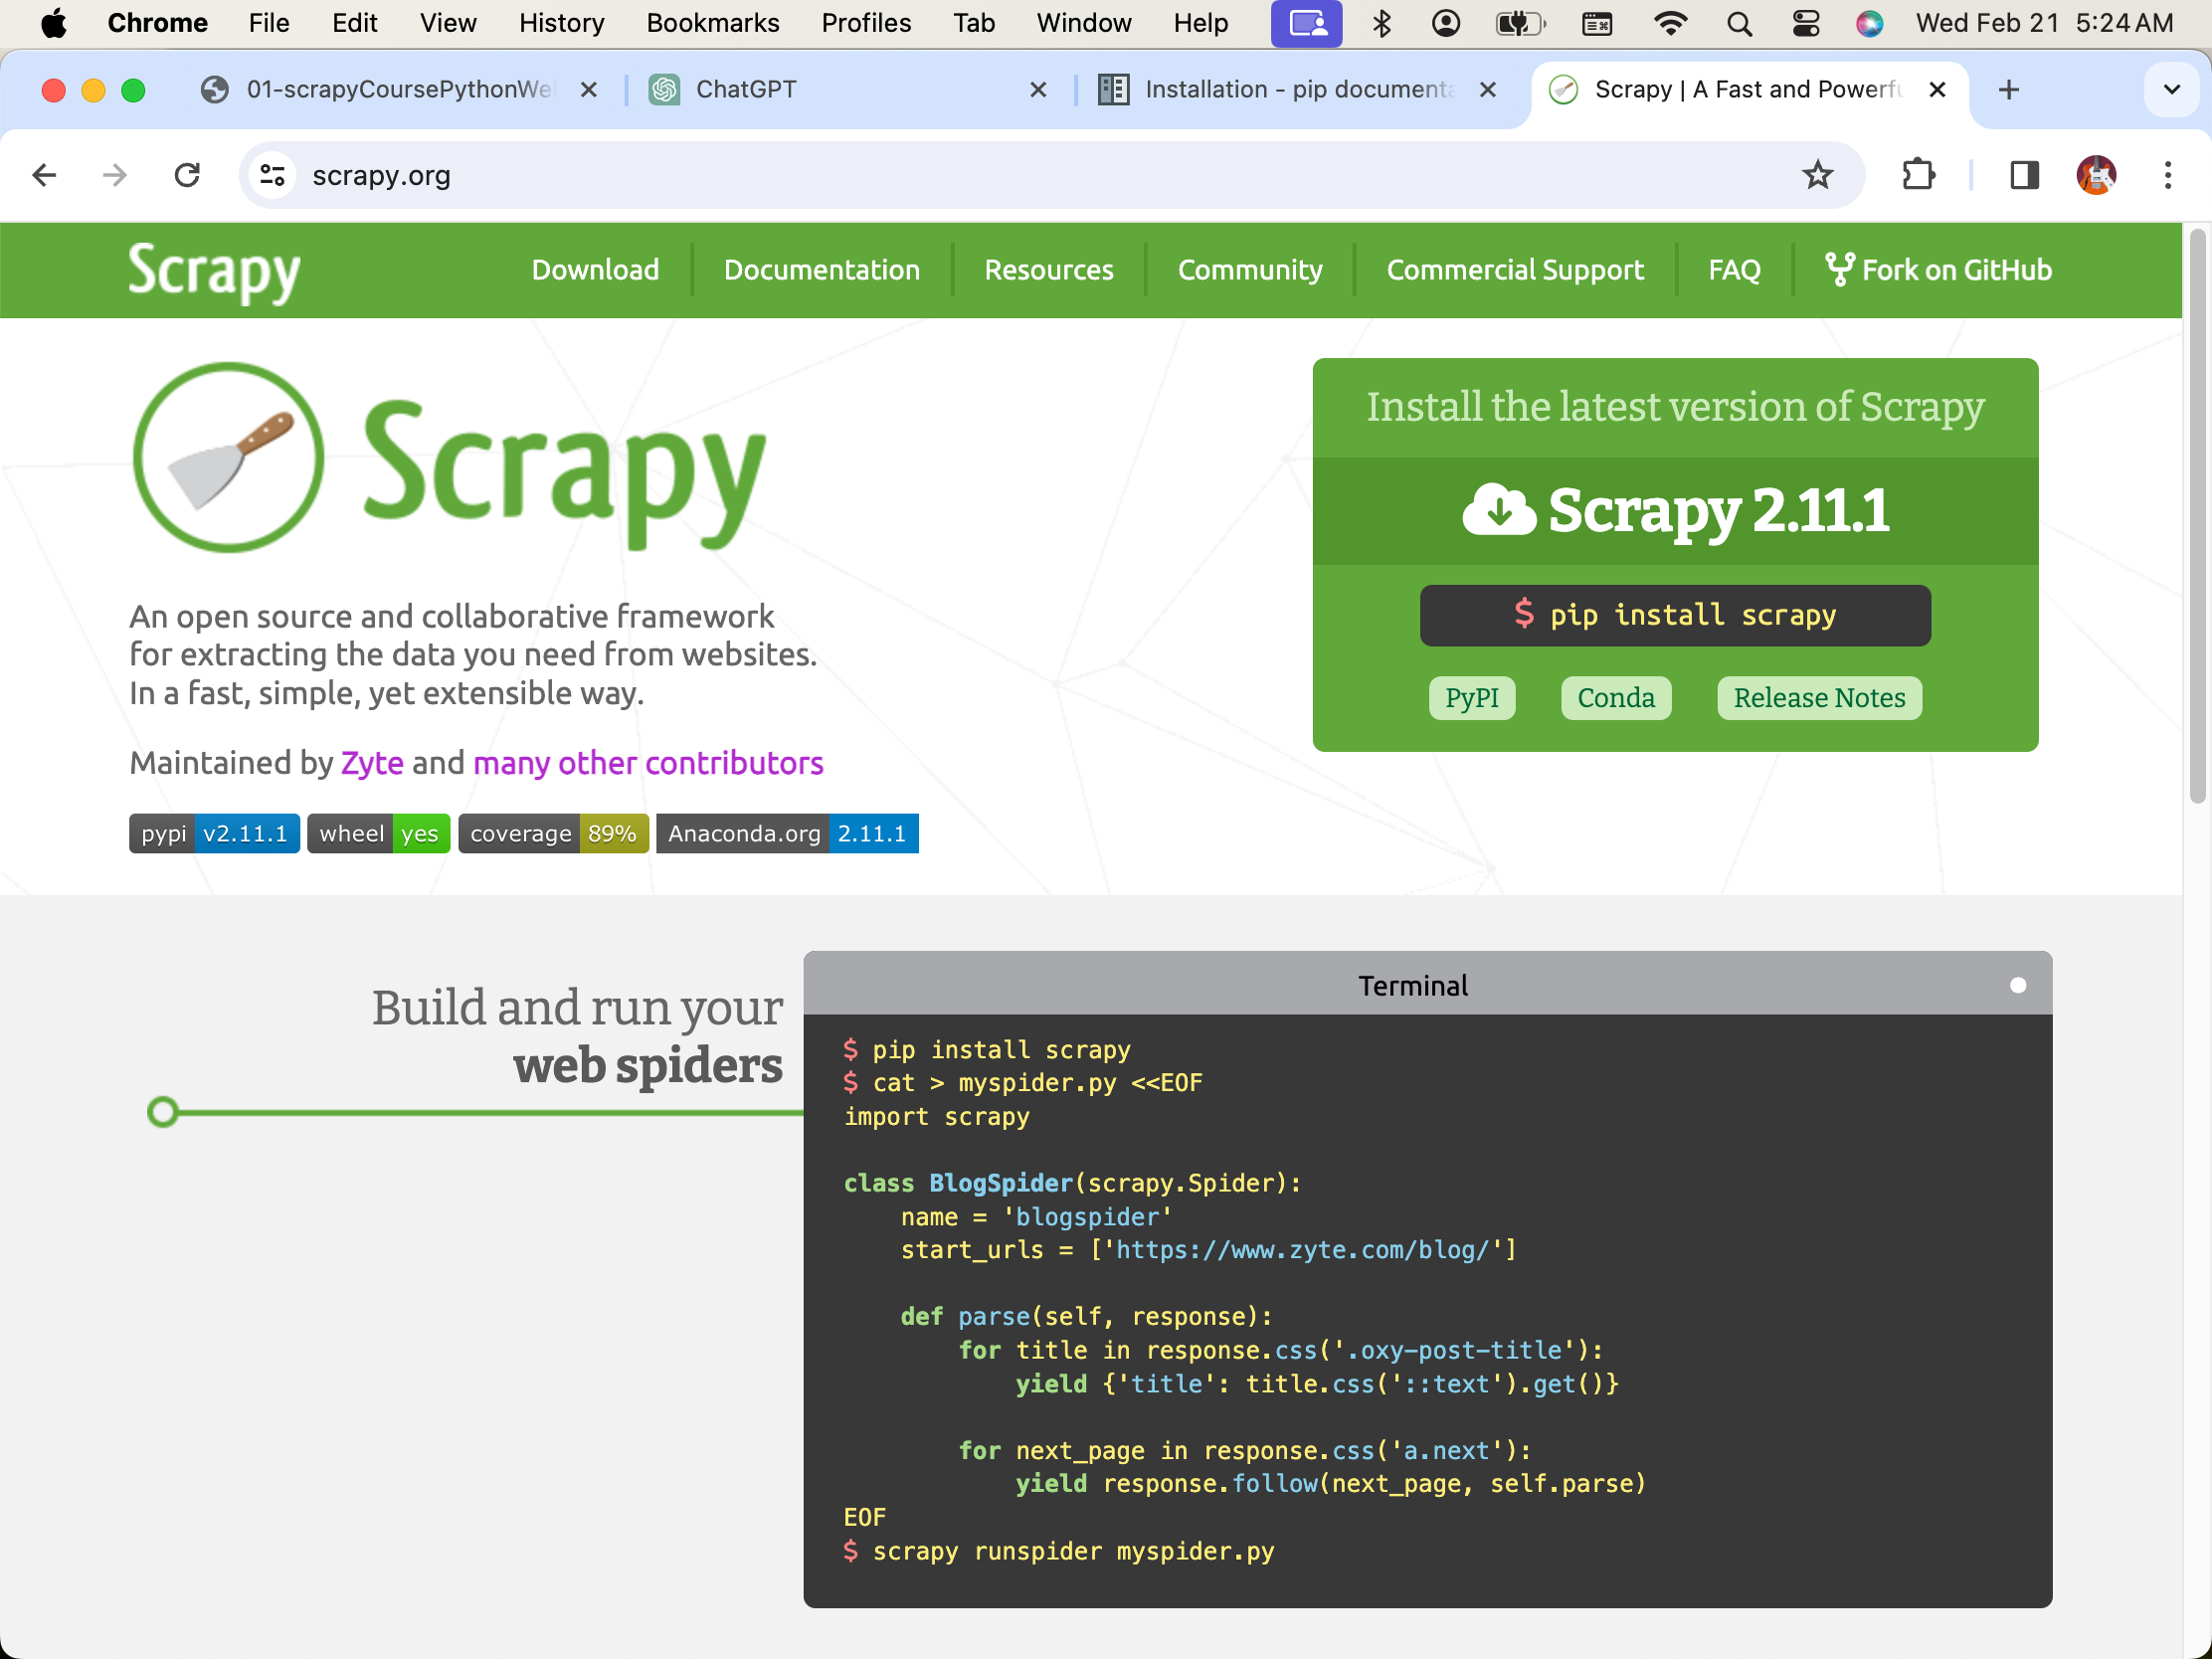 Chrome File Edit View History Bookmarks Profiles Tab Window Help Wed Feb 21 5:24 AM
01-scrapyCoursePythonWe ChatGPT Installation - pip documenta Scrapy | A Fast and Powerfu
scrapy.org
Scrapy Download Documentation Resources Community Commercial Support FAQ Fork on GitHub
Scrapy
An open source and collaborative framework
for extracting the data you need from websites.
In a fast, simple, yet extensible way.
Maintained by Zyte and many other contributors
pypi v2.11.1 wheel yes coverage 89% Anaconda.org 2.11.1
Install the latest version of Scrapy
Scrapy 2.11.1
$ pip install scrapy
PyPI Conda Release Notes
Build and run your
web spiders
Terminal
$ pip install scrapy
$ cat > myspider.py <<EOF
import scrapy
class BlogSpider(scrapy.Spider):
    name = 'blogspider'
    start_urls = ['https://www.zyte.com/blog/']
    def parse(self, response):
        for title in response.css('.oxy-post-title'):
            yield {'title': title.css('::text').get()}
        for next_page in response.css('a.next'):
            yield response.follow(next_page, self.parse)
EOF
$ scrapy runspider myspider.py